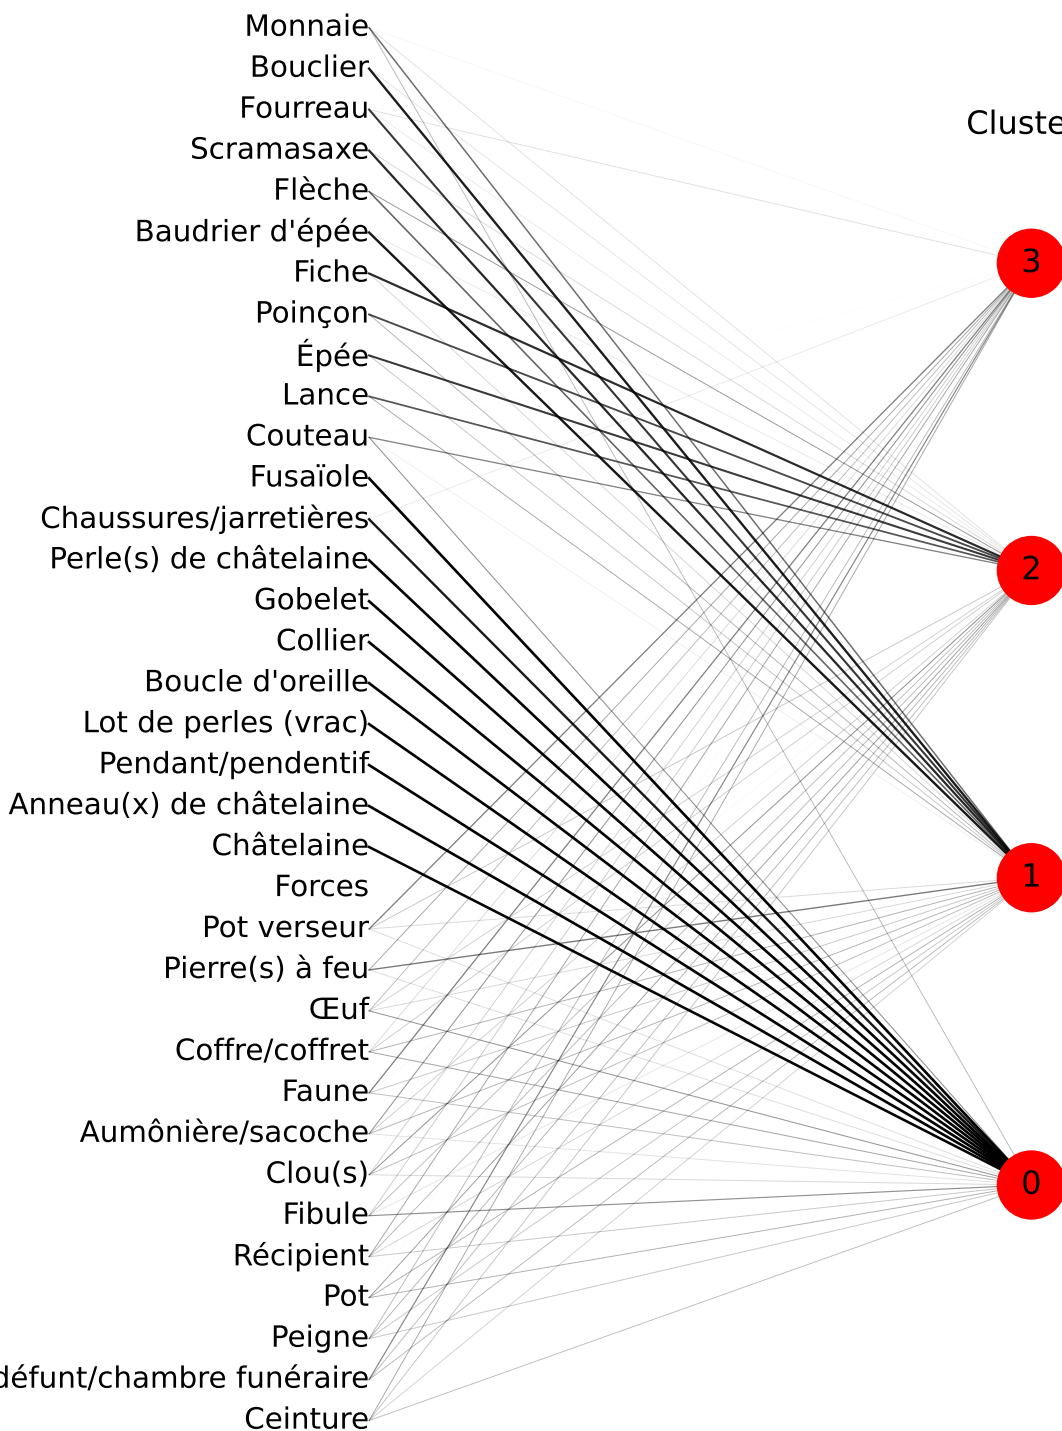 Monnaie
Bouclier
Cluste
Fourreau
Scramasaxe
Flèche
Baudrier d'épée
3
Fiche
Poinçon
Épée
Lance
Couteau
Fusaïole
Chaussures/jarretières
Perle(s) de châtelaine
2
Gobelet
Collier
Boucle d'oreille
Lot de perles (vrac)
Pendant/pendentif
Anneau(x) de châtelaine
Châtelaine
1
Forces
Pot verseur
Pierre(s) à feu
Œuf
Coffre/coffret
Faune
Aumônière/sacoche
Clou(s)
0
Fibule
Récipient
Pot
Peigne
défunt/chambre funéraire
Ceinture